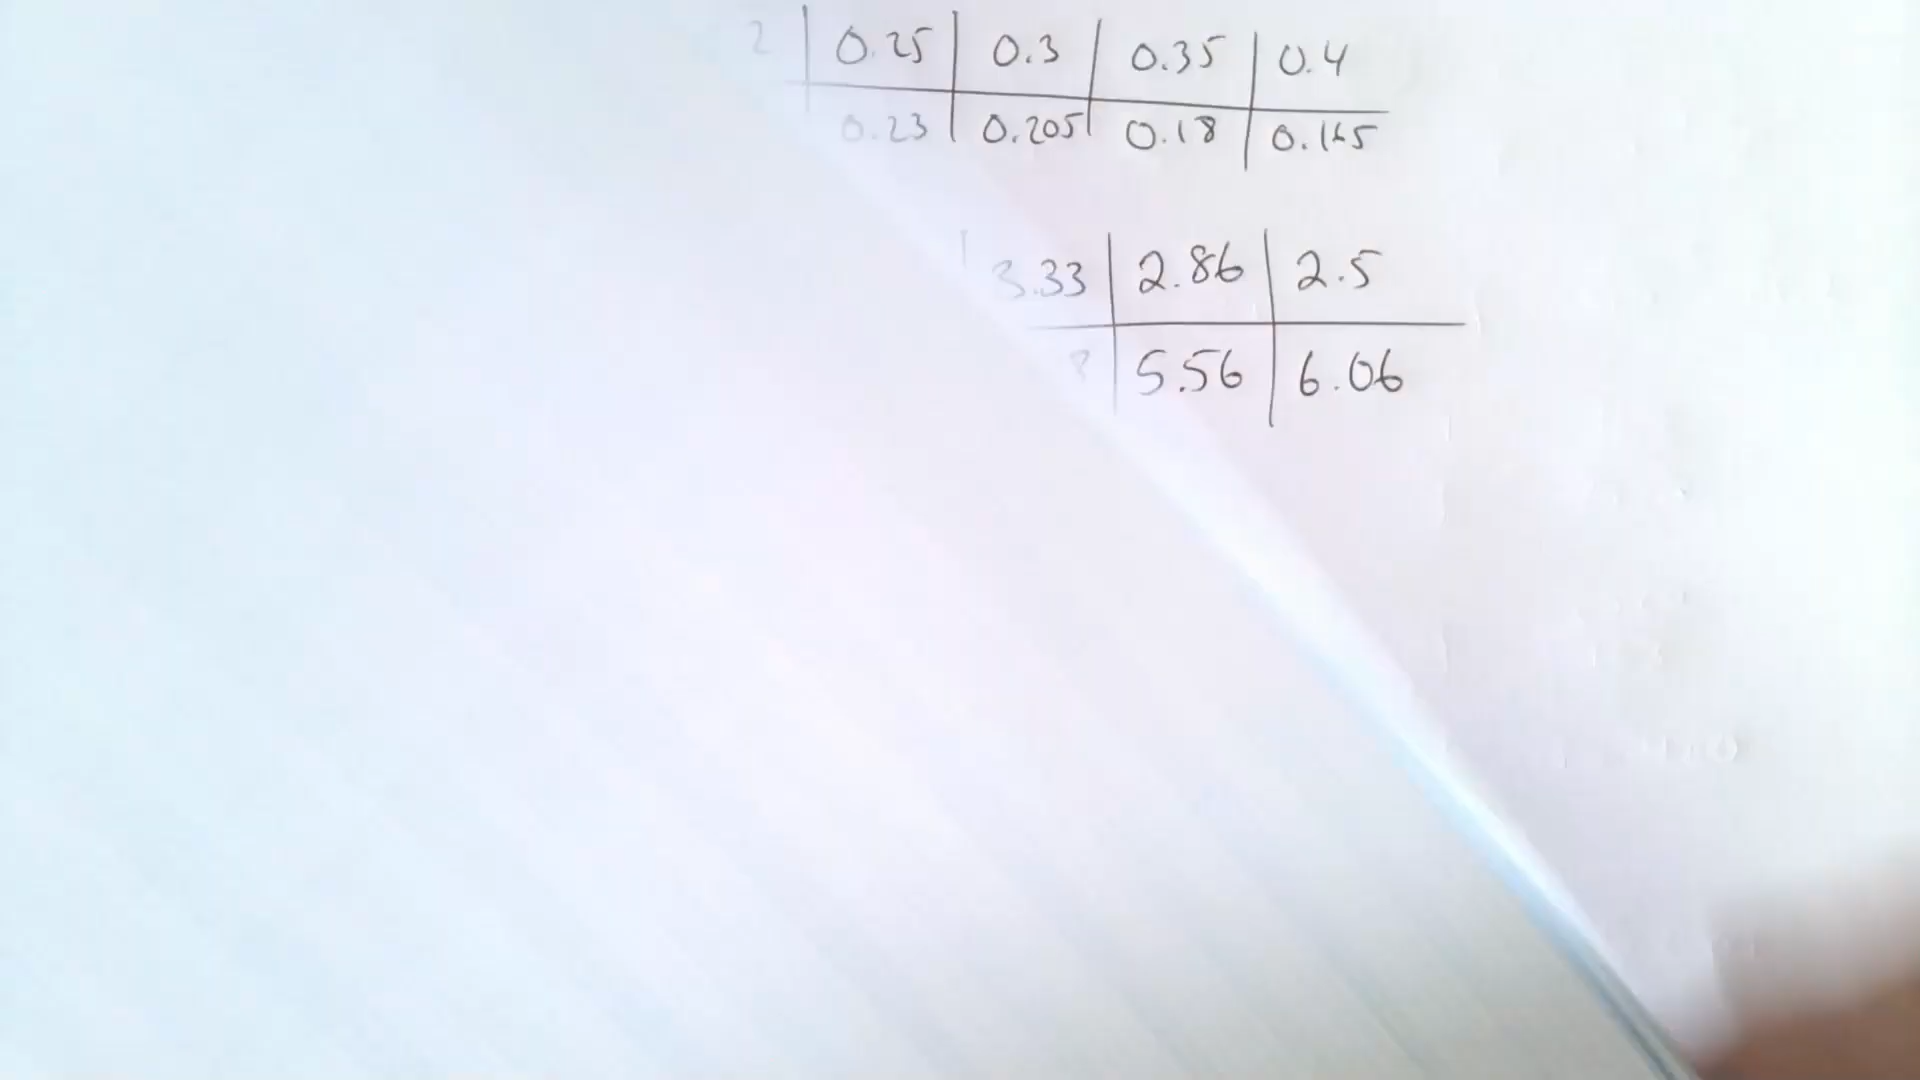 2 | 0.25 | 0.3 | 0.35 | 0.4
0.23 | 0.205 | 0.18 | 0.165
3.33 | 2.86 | 2.5
8 | 5.56 | 6.06